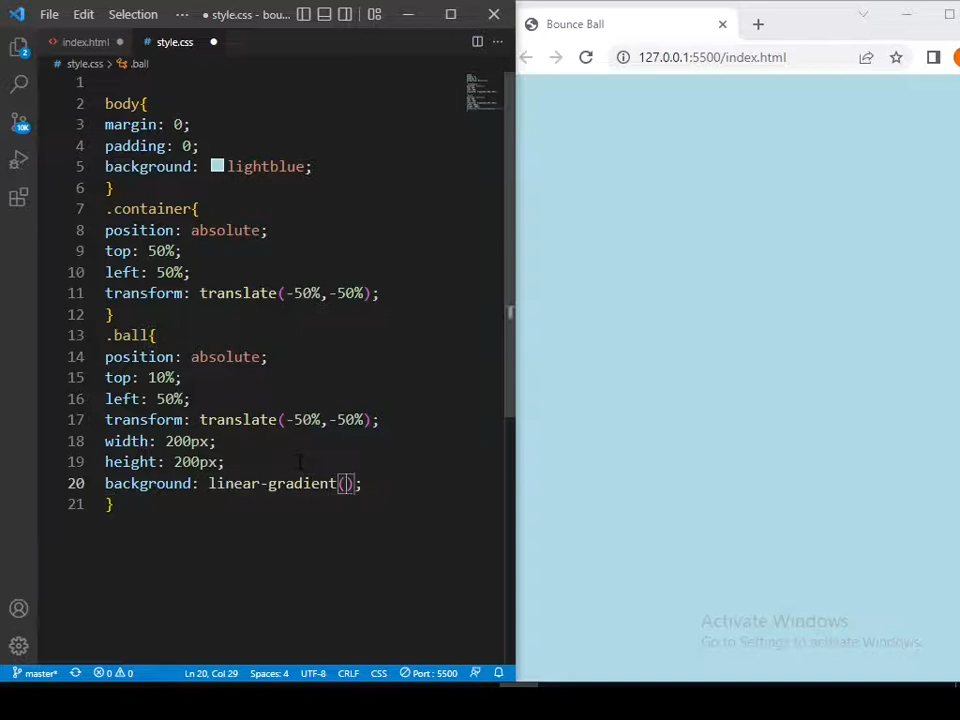 File Edit Selection ··· ● style.css - bou...
index.html
style.css
style.css > .ball
1
2 body{
3 margin: 0;
4 padding: 0;
5 background: lightblue;
6 }
7 .container{
8 position: absolute;
9 top: 50%;
10 left: 50%;
11 transform: translate(-50%,-50%);
12 }
13 .ball{
14 position: absolute;
15 top: 10%;
16 left: 50%;
17 transform: translate(-50%,-50%);
18 width: 200px;
19 height: 200px;
20 background: linear-gradient();
21 }
2
10K
master*
0 0
Ln 20, Col 29
Spaces: 4
UTF-8
CRLF
CSS
Port : 5500
Bounce Ball
127.0.0.1:5500/index.html
Activate Windows
Go to Settings to activate Windows.